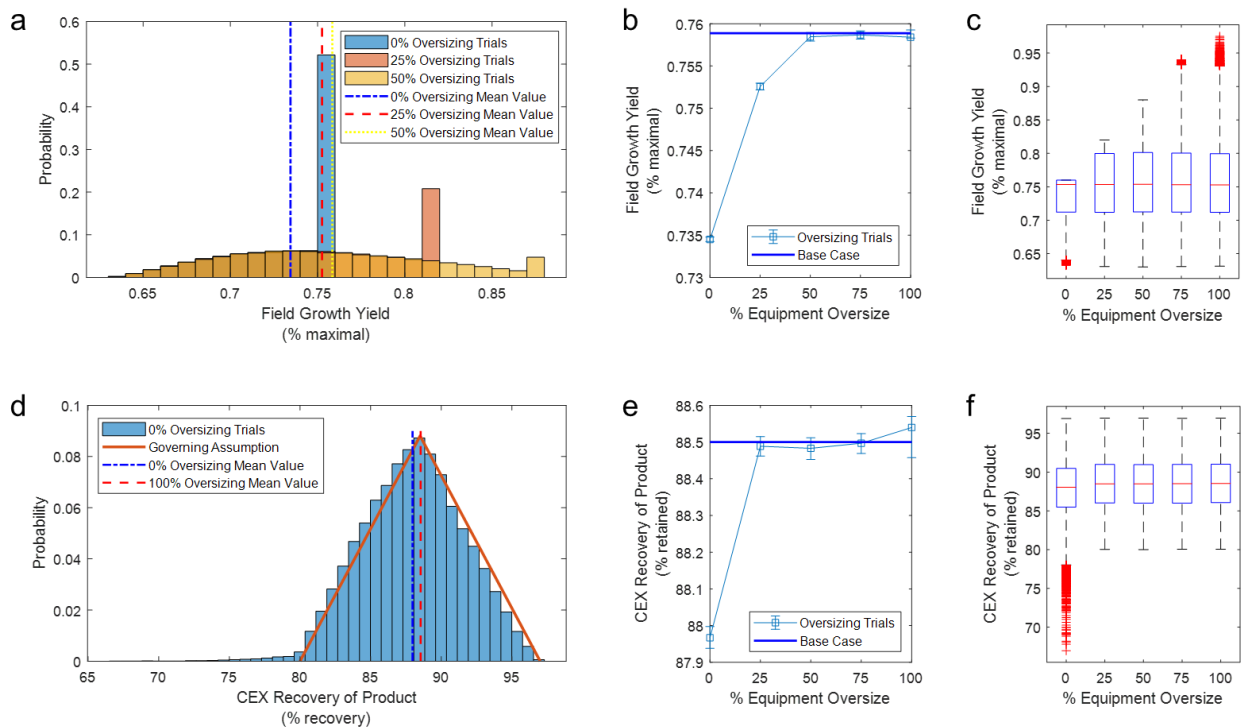 a
0.6
0.5
0.4
0.3
0.2
0.1
0
Probability
0% Oversizing Trials
25% Oversizing Trials
50% Oversizing Trials
0% Oversizing Mean Value
25% Oversizing Mean Value
50% Oversizing Mean Value
0.65 0.7 0.75 0.8 0.85
Field Growth Yield
(% maximal)
b
0.76
0.755
0.75
0.745
0.74
0.735
0.73
Field Growth Yield
(% maximal)
Oversizing Trials
Base Case
0 25 50 75 100
% Equipment Oversize
c
0.95
0.9
0.85
0.8
0.75
0.7
0.65
Field Growth Yield
(% maximal)
0 25 50 75 100
% Equipment Oversize
d
0.1
0.08
0.06
0.04
0.02
0
Probability
0% Oversizing Trials
Governing Assumption
0% Oversizing Mean Value
100% Oversizing Mean Value
65 70 75 80 85 90 95
CEX Recovery of Product
(% recovery)
e
88.6
88.5
88.4
88.3
88.2
88.1
88
87.9
CEX Recovery of Product
(% retained)
Oversizing Trials
Base Case
0 25 50 75 100
% Equipment Oversize
f
95
90
85
80
75
70
CEX Recovery of Product
(% retained)
0 25 50 75 100
% Equipment Oversize